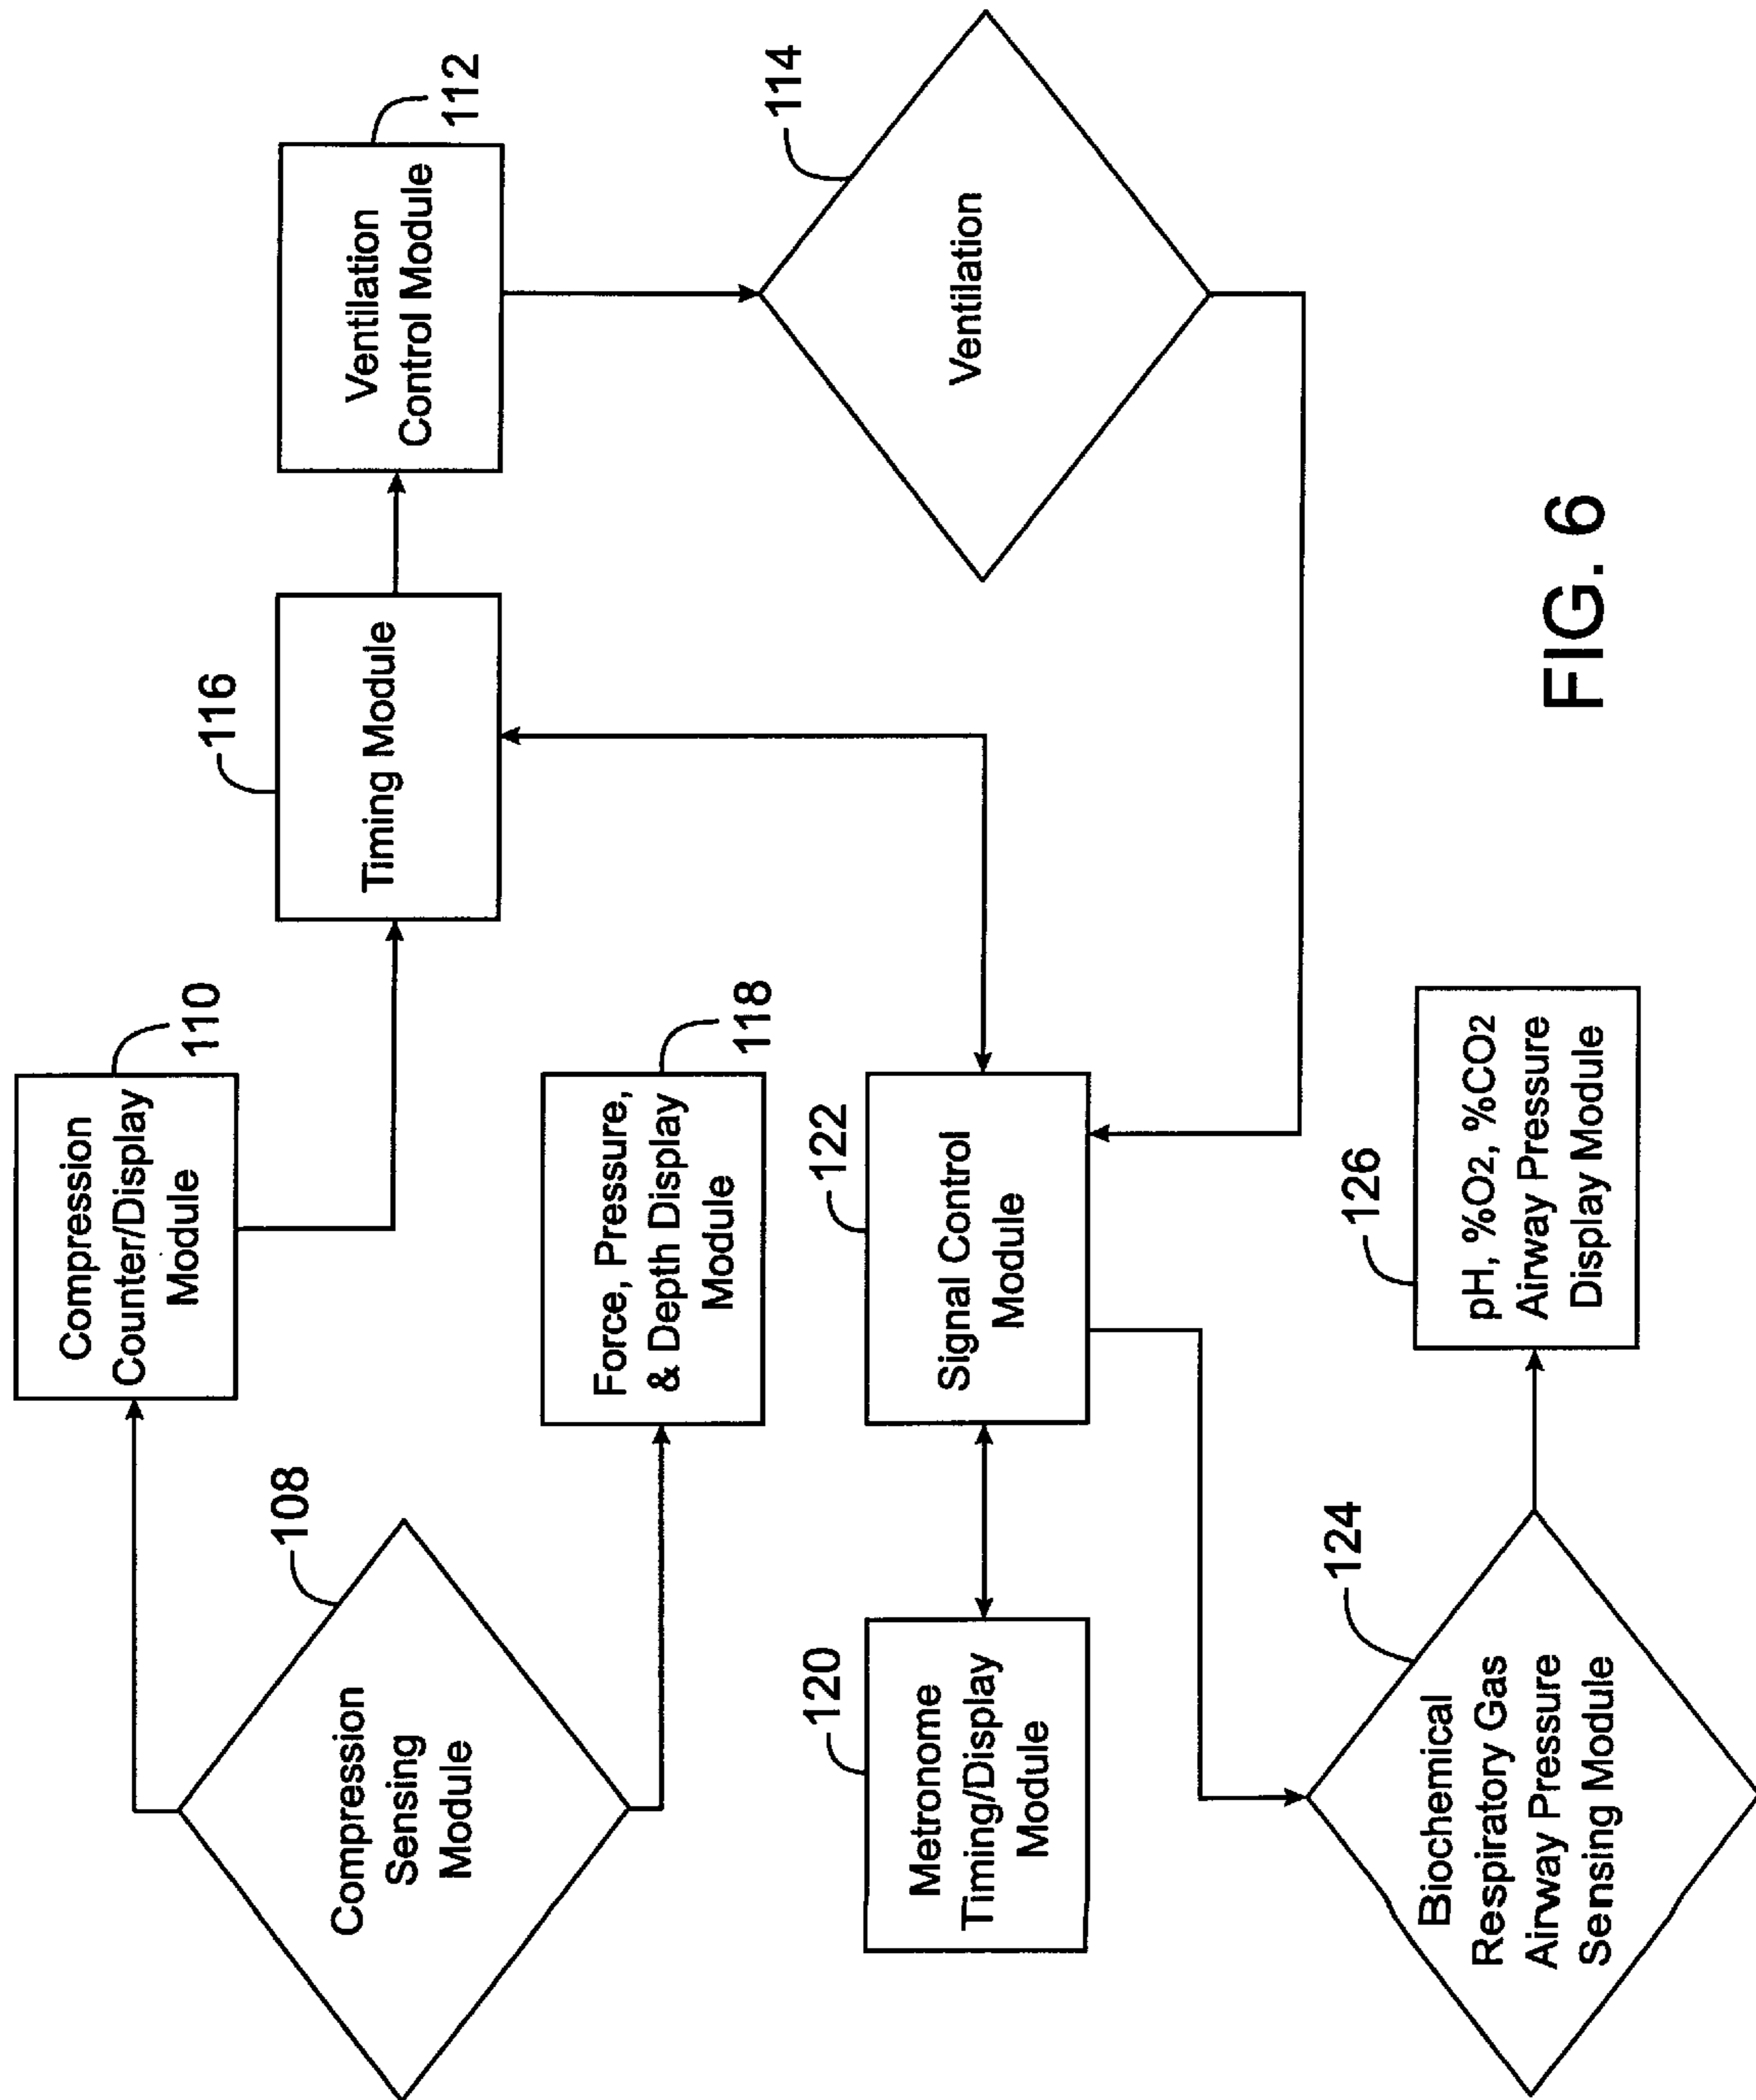 108
Compression
Sensing
Module
110
Compression
Counter/Display
Module
118
Force, Pressure,
& Depth Display
Module
116
Timing Module
112
Ventilation
Control Module
114
Ventilation
120
Metronome
Timing/Display
Module
122
Signal Control
Module
124
Biochemical
Respiratory Gas
Airway Pressure
Sensing Module
126
pH, %O2, %CO2
Airway Pressure
Display Module
FIG. 6